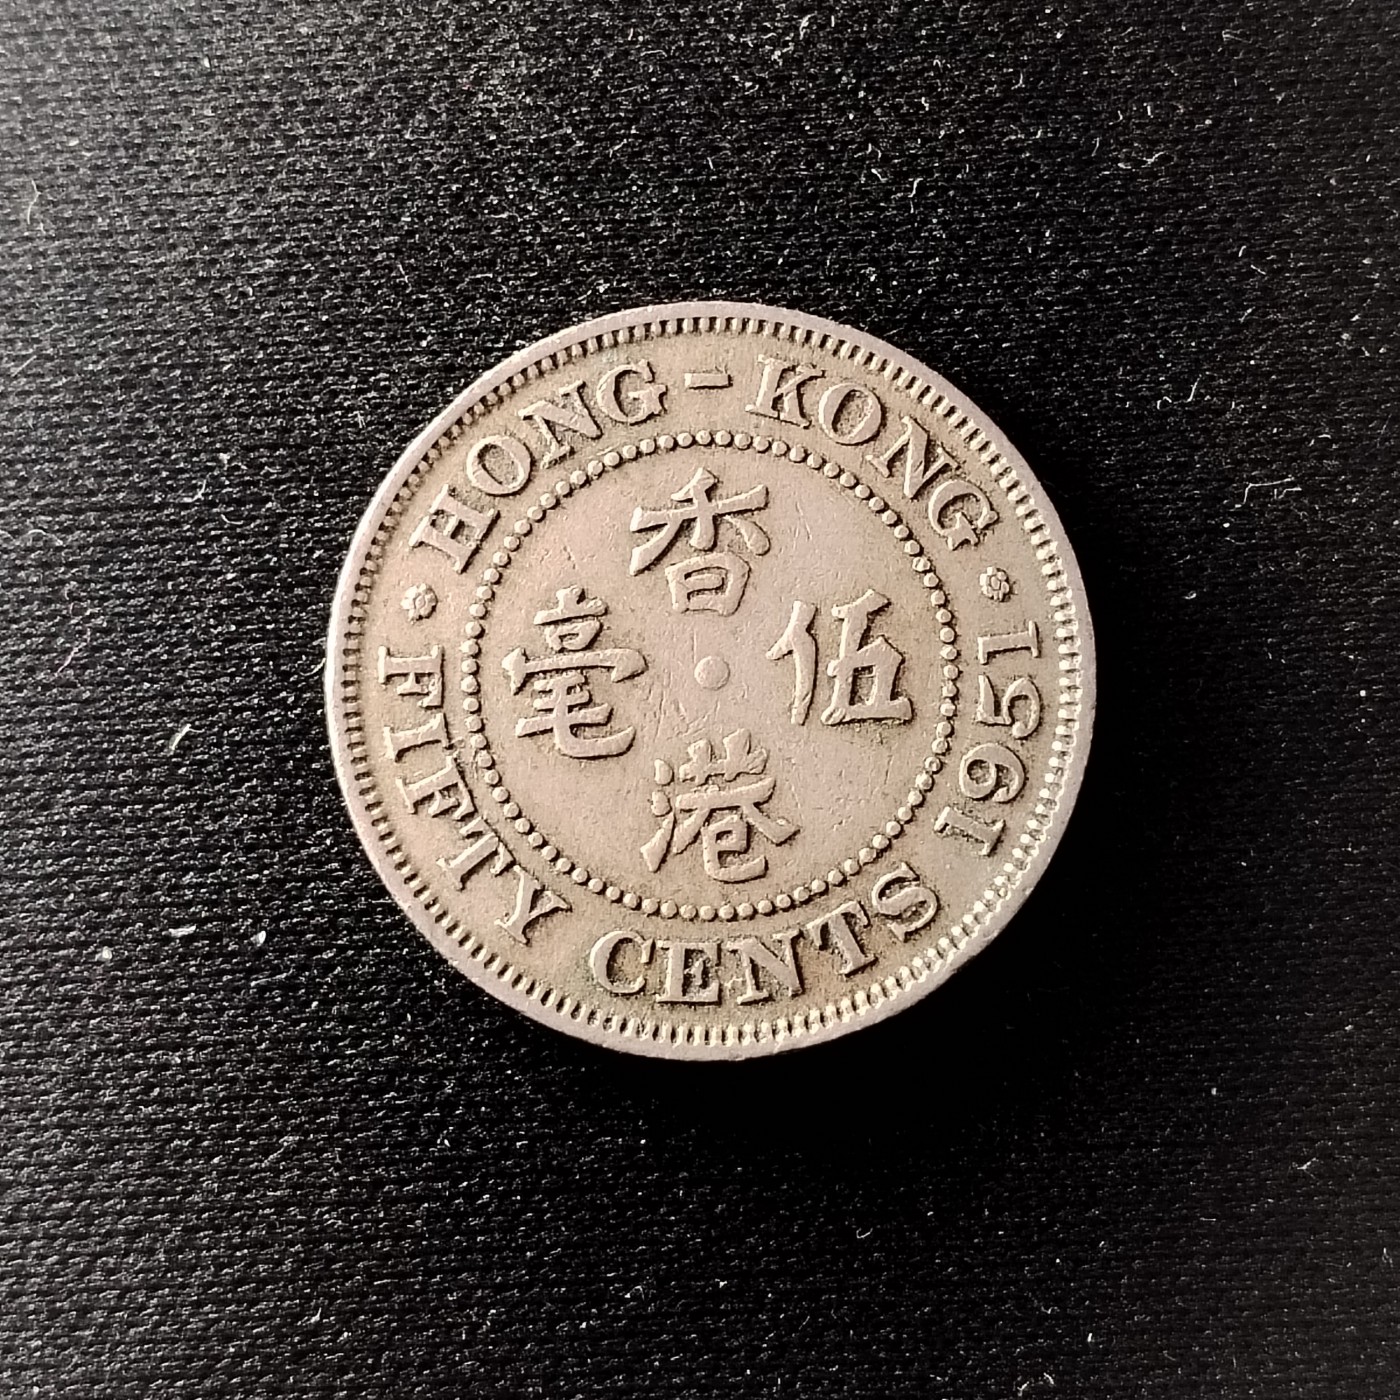 HONG-KONG
1951
FIFTY CENTS
香港
伍毫